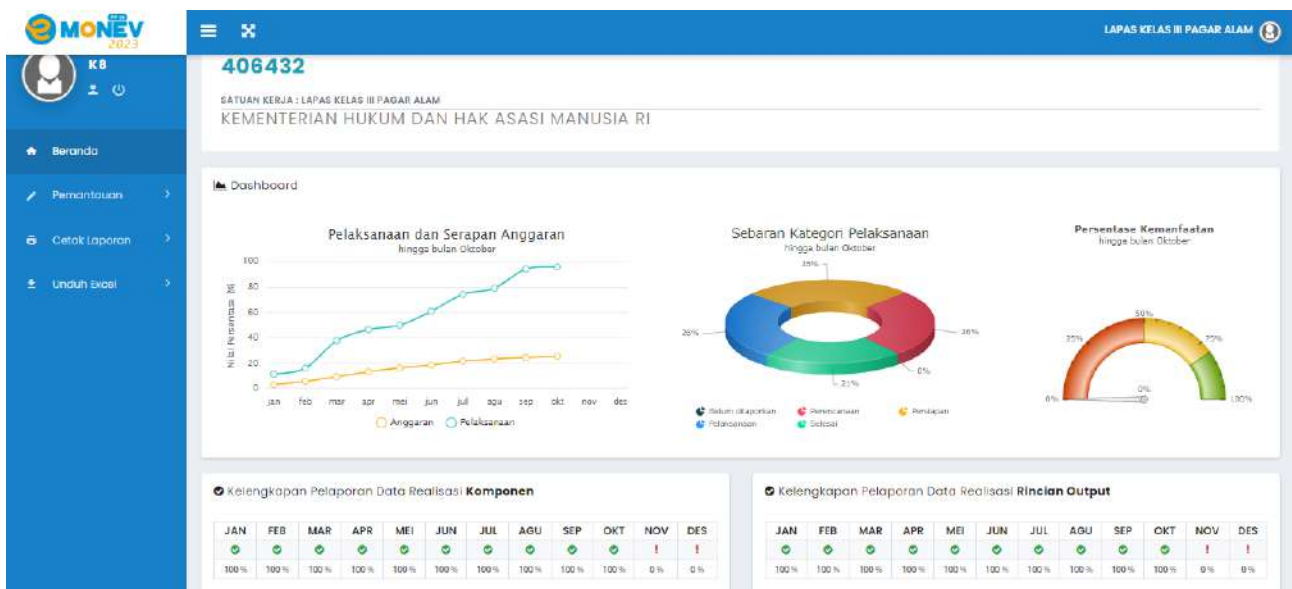 eMONEV
2023
LAPAS KELAS III PAGAR ALAM
KB
406432
SATUAN KERJA : LAPAS KELAS III PAGAR ALAM
KEMENTERIAN HUKUM DAN HAK ASASI MANUSIA RI
Beranda
Pemantauan
Cetak Laporan
Unduh Excel
Dashboard
Pelaksanaan dan Serapan Anggaran
hingga bulan Oktober
Nilai Persentase (%)
100
80
60
40
20
0
jan feb mar apr mei jun jul agu sep okt nov des
Anggaran Pelaksanaan
Sebaran Kategori Pelaksanaan
hingga bulan Oktober
26%
0%
21%
Belum dilaporkan Perencanaan Persiapan
Pelaksanaan Selesai
Persentase Kemanfaatan
hingga bulan Oktober
50%
25% 75%
0%
0% 100%
Kelengkapan Pelaporan Data Realisasi Komponen
JAN FEB MAR APR MEI JUN JUL AGU SEP OKT NOV DES
! !
100 % 100 % 100 % 100 % 100 % 100 % 100 % 100 % 100 % 100 % 0 % 0 %
Kelengkapan Pelaporan Data Realisasi Rincian Output
JAN FEB MAR APR MEI JUN JUL AGU SEP OKT NOV DES
! !
100 % 100 % 100 % 100 % 100 % 100 % 100 % 100 % 100 % 100 % 0 % 0 %